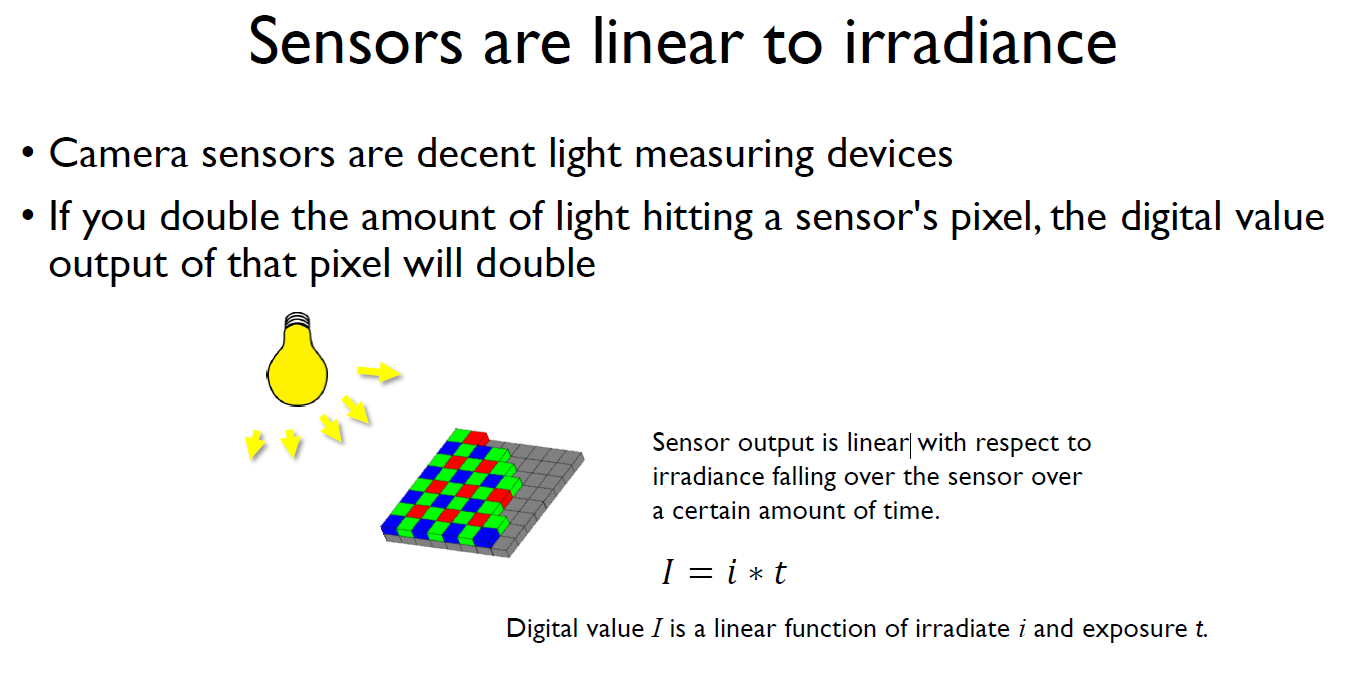 Sensors are linear to irradiance
• Camera sensors are decent light measuring devices
• If you double the amount of light hitting a sensor's pixel, the digital value
output of that pixel will double
Sensor output is linear with respect to
irradiance falling over the sensor over
a certain amount of time.
I = i ∗ t
Digital value I is a linear function of irradiate i and exposure t.